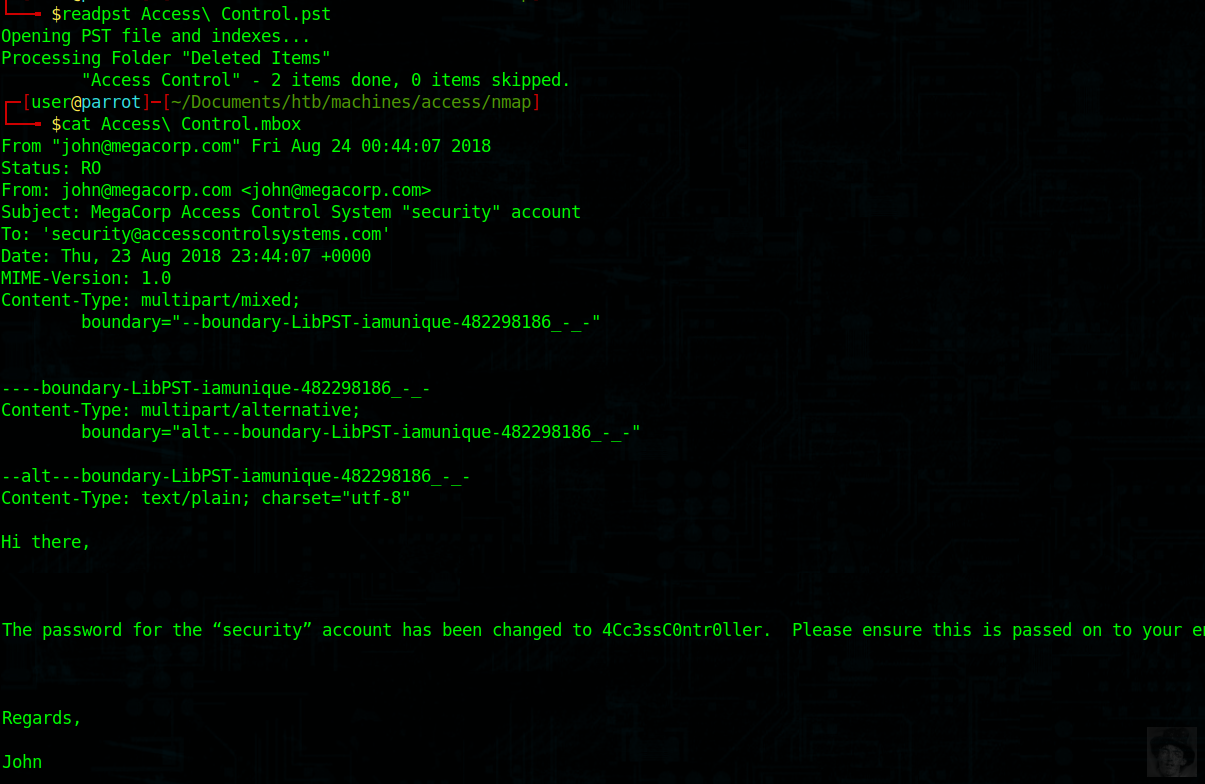 $readpst Access\ Control.pst
Opening PST file and indexes...
Processing Folder "Deleted Items"
        "Access Control" - 2 items done, 0 items skipped.
┌─[user@parrot]─[~/Documents/htb/machines/access/nmap]
└──╼ $cat Access\ Control.mbox
From "john@megacorp.com" Fri Aug 24 00:44:07 2018
Status: RO
From: john@megacorp.com <john@megacorp.com>
Subject: MegaCorp Access Control System "security" account
To: 'security@accesscontrolsystems.com'
Date: Thu, 23 Aug 2018 23:44:07 +0000
MIME-Version: 1.0
Content-Type: multipart/mixed;
        boundary="--boundary-LibPST-iamunique-482298186_-_-"
----boundary-LibPST-iamunique-482298186_-_-
Content-Type: multipart/alternative;
        boundary="alt---boundary-LibPST-iamunique-482298186_-_-"
--alt---boundary-LibPST-iamunique-482298186_-_-
Content-Type: text/plain; charset="utf-8"
Hi there,
The password for the “security” account has been changed to 4Cc3ssC0ntr0ller.  Please ensure this is passed on to your
Regards,
John